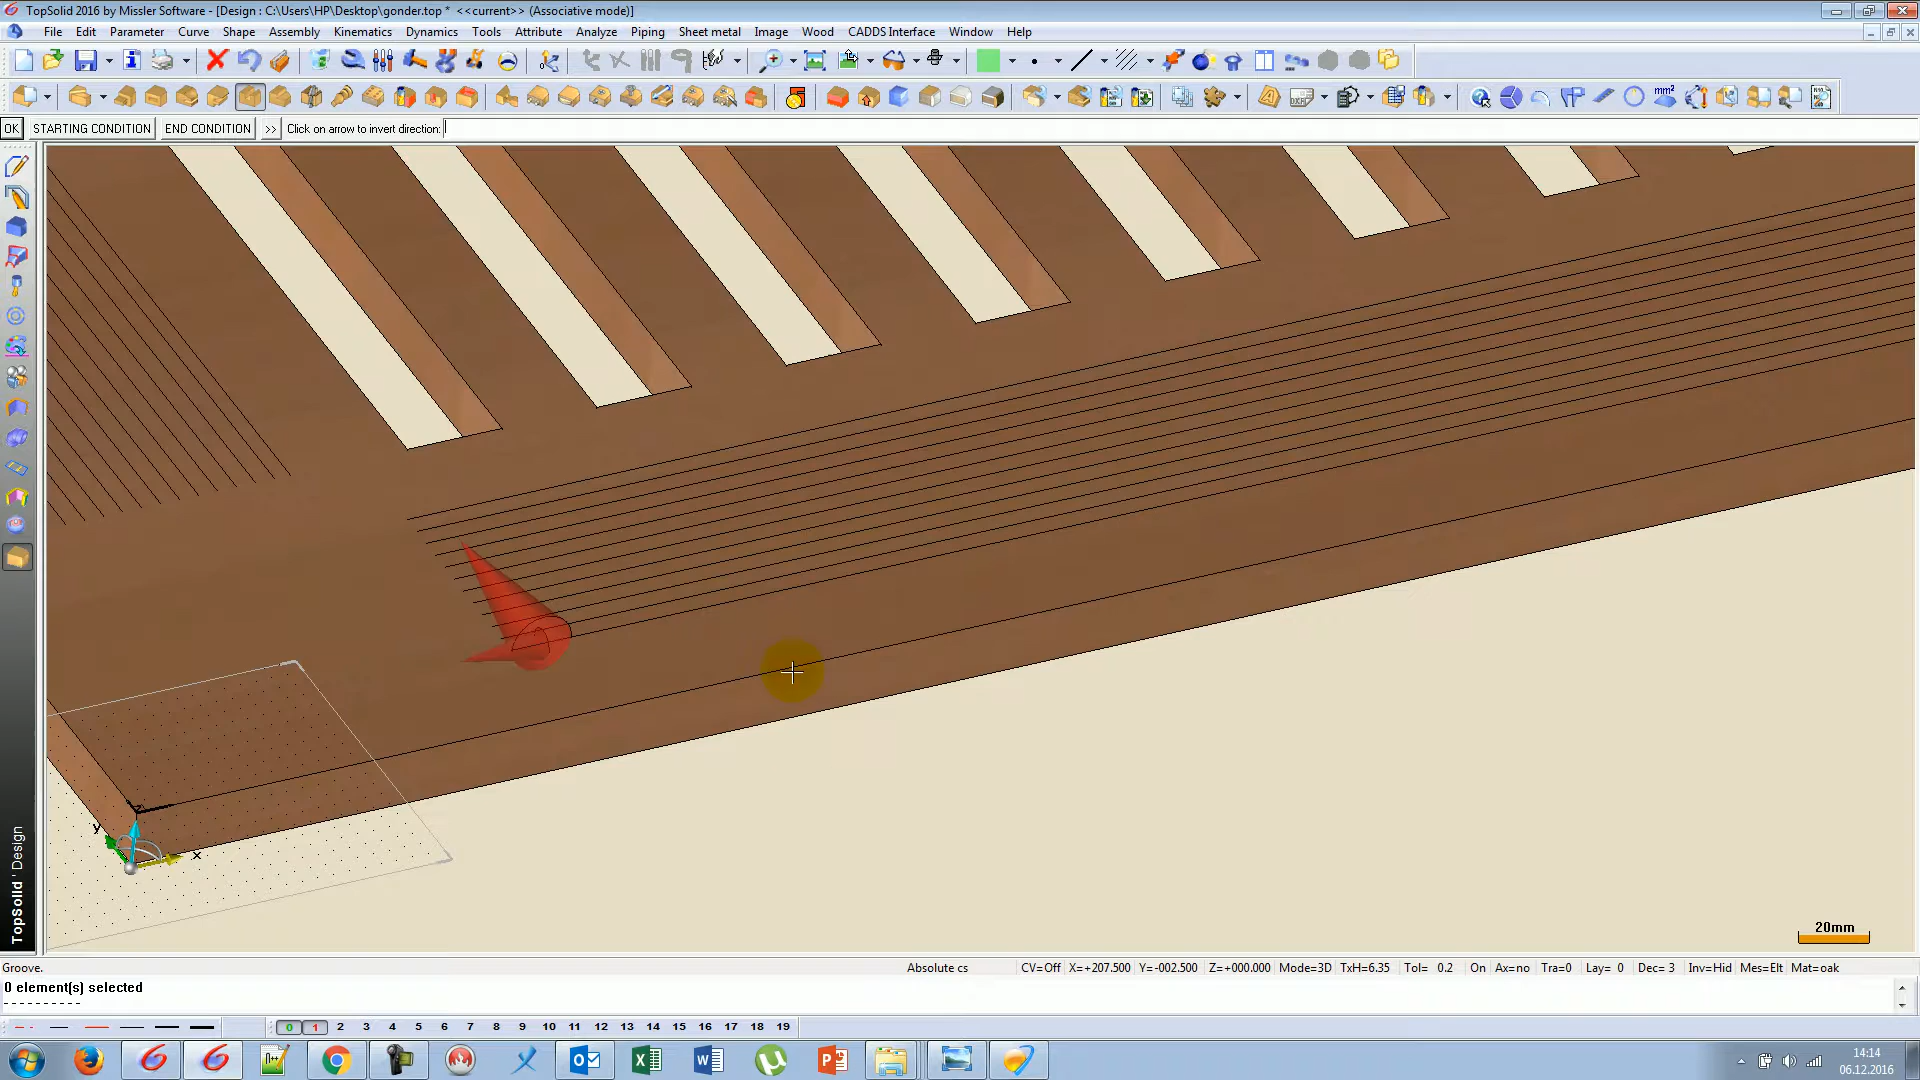 TopSolid 2016 by Missler Software - [Design : C:\Users\HP\Desktop\gonder.top * <<current>> (Associative mode)]
File Edit Parameter Curve Shape Assembly Kinematics Dynamics Tools Attribute Analyze Piping Sheet metal Image Wood CADDS Interface Window Help
OK STARTING CONDITION END CONDITION >> Click on arrow to invert direction:
y
x
TopSolid ' Design
20mm
Groove. Absolute cs CV=Off X=+207.500 Y=-002.500 Z=+000.000 Mode=3D TxH=6.35 Tol= 0.2 On Ax=no Tra=0 Lay= 0 Dec= 3 Inv=Hid Mes=Elt Mat=oak
0 element(s) selected
----------
0 1 2 3 4 5 6 7 8 9 10 11 12 13 14 15 16 17 18 19
14:14
06.12.2016